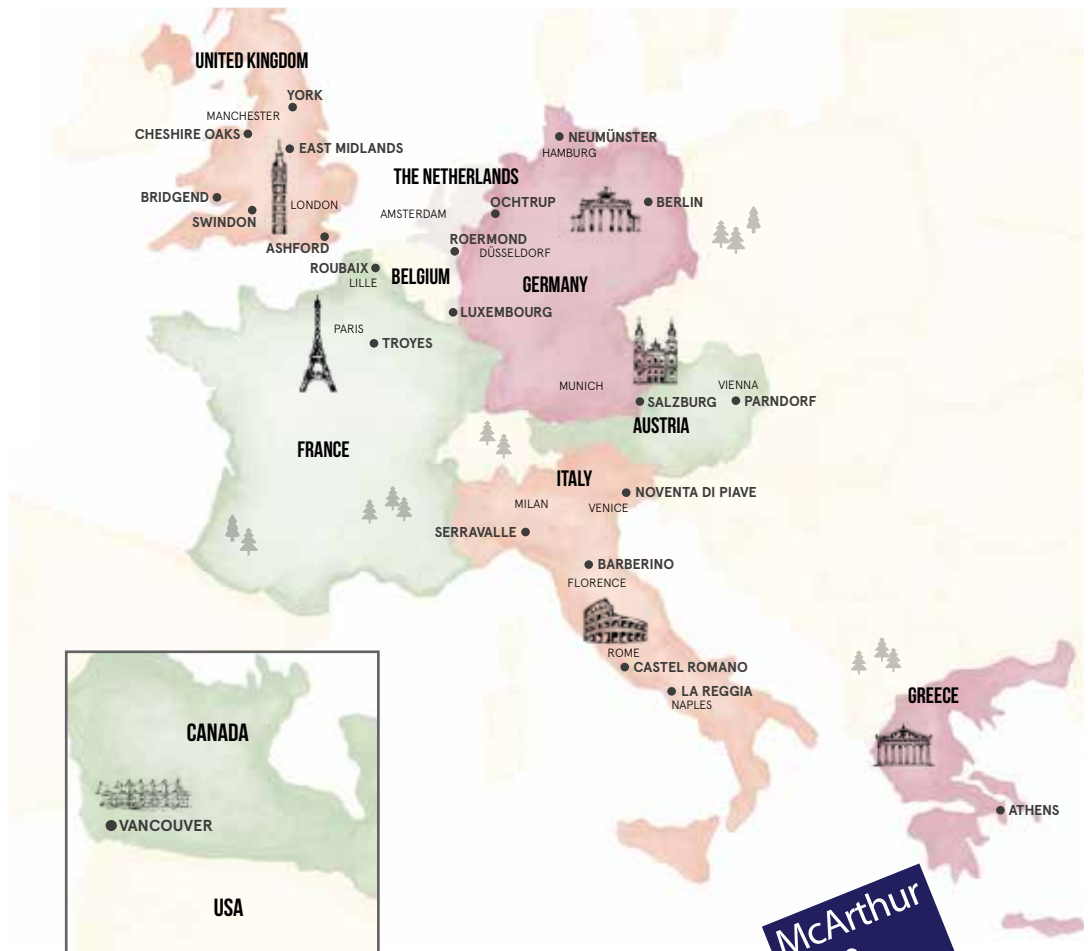 UNITED KINGDOM
YORK
MANCHESTER
CHESHIRE OAKS
EAST MIDLANDS
BRIDGEND
LONDON
SWINDON
ASHFORD
THE NETHERLANDS
AMSTERDAM
NEUMÜNSTER
HAMBURG
OCHTRUP
BERLIN
ROERMOND
DÜSSELDORF
ROUBAIX
LILLE
BELGIUM
GERMANY
LUXEMBOURG
PARIS
TROYES
MUNICH
VIENNA
SALZBURG
PARNDORF
AUSTRIA
FRANCE
ITALY
MILAN
NOVENTA DI PIAVE
VENICE
SERRAVALLE
BARBERINO
FLORENCE
ROME
CASTEL ROMANO
LA REGGIA
NAPLES
GREECE
ATHENS
CANADA
VANCOUVER
USA
McArthur